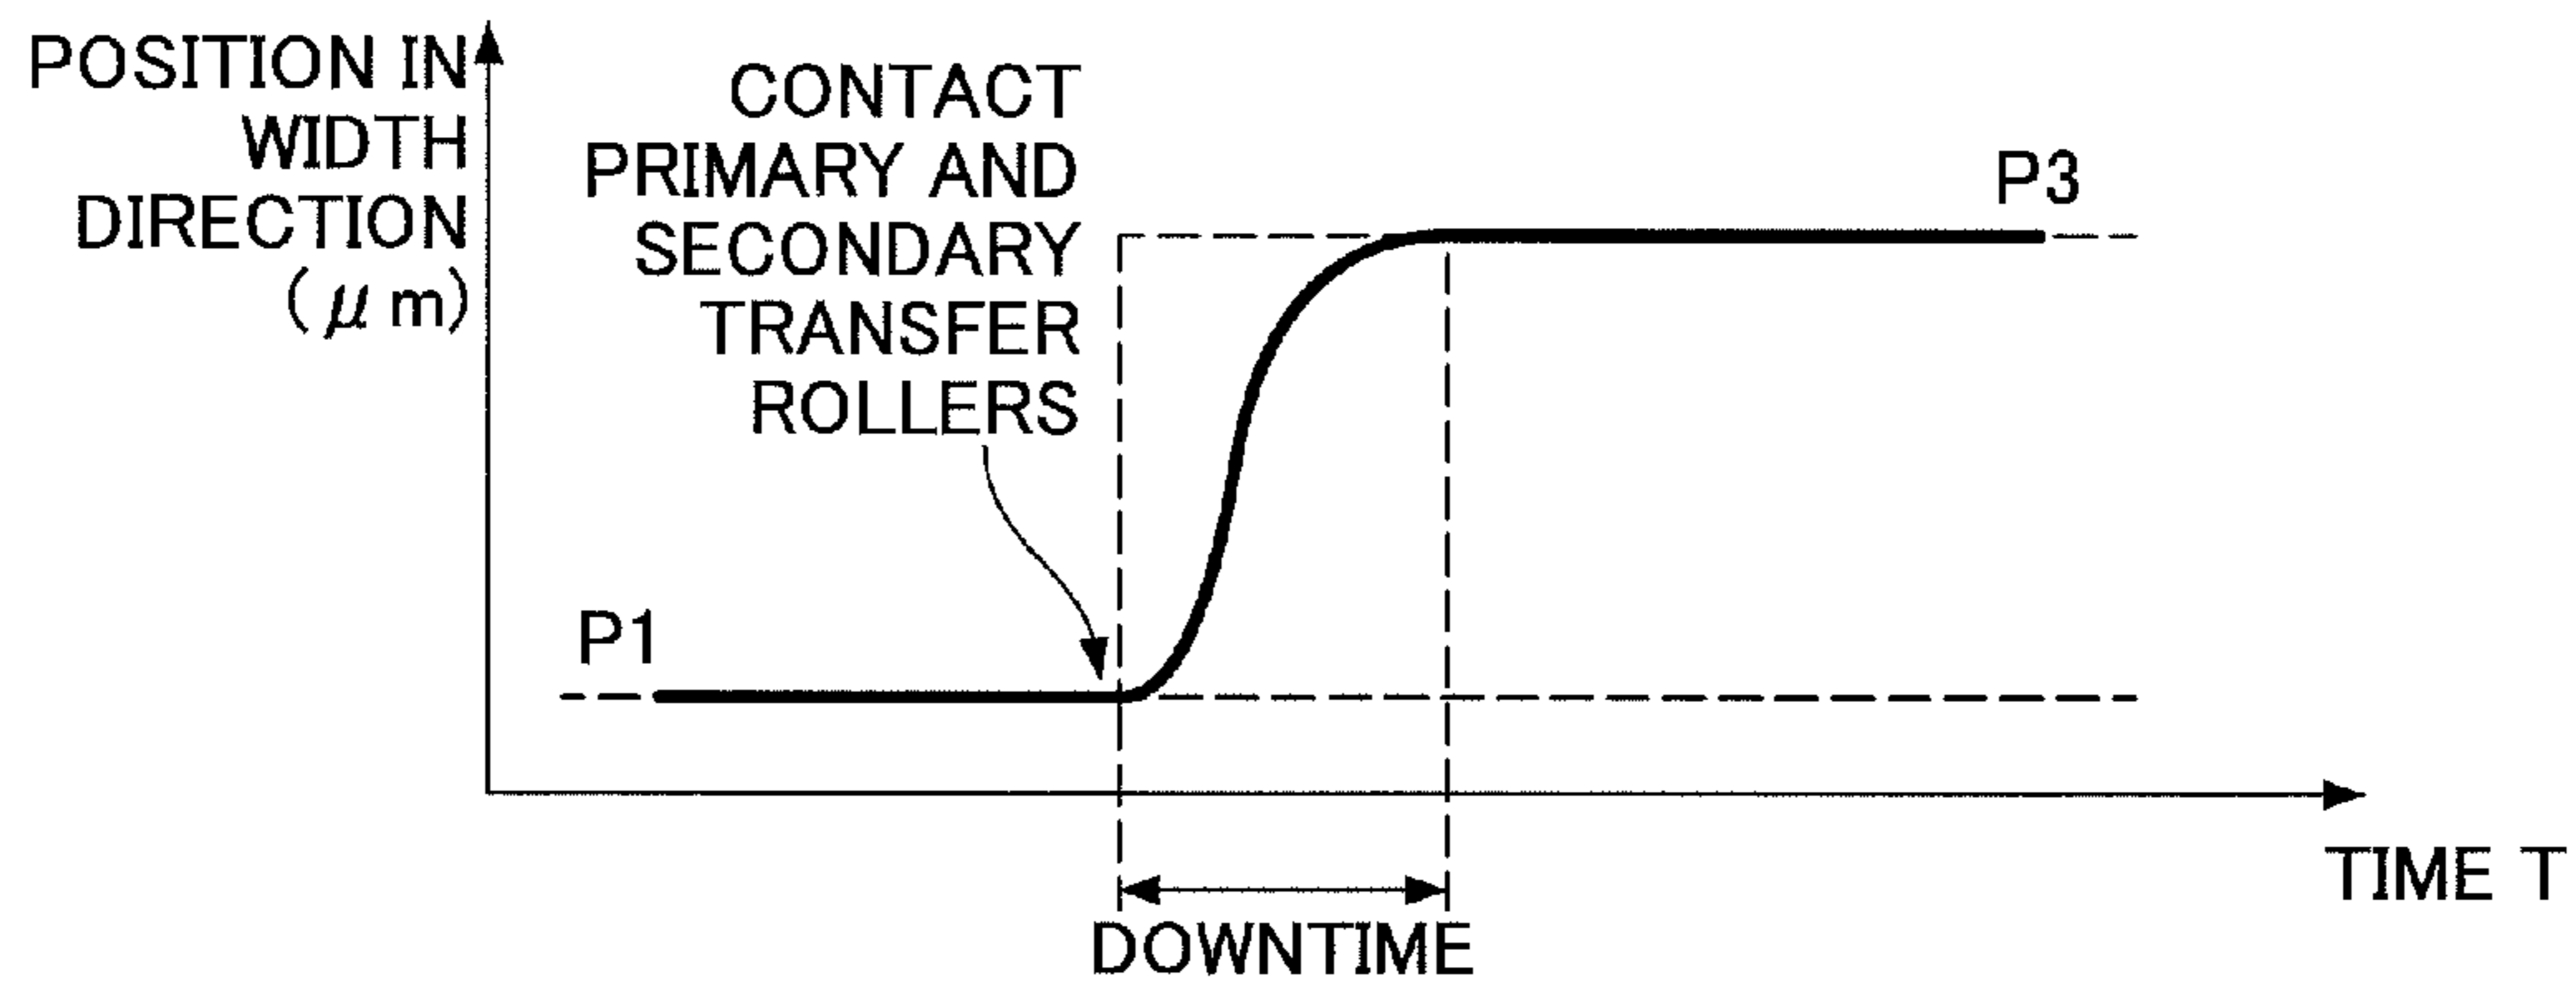 POSITION IN
WIDTH
DIRECTION
(μm)
CONTACT
PRIMARY AND
SECONDARY
TRANSFER
ROLLERS
P3
P1
TIME T
DOWNTIME